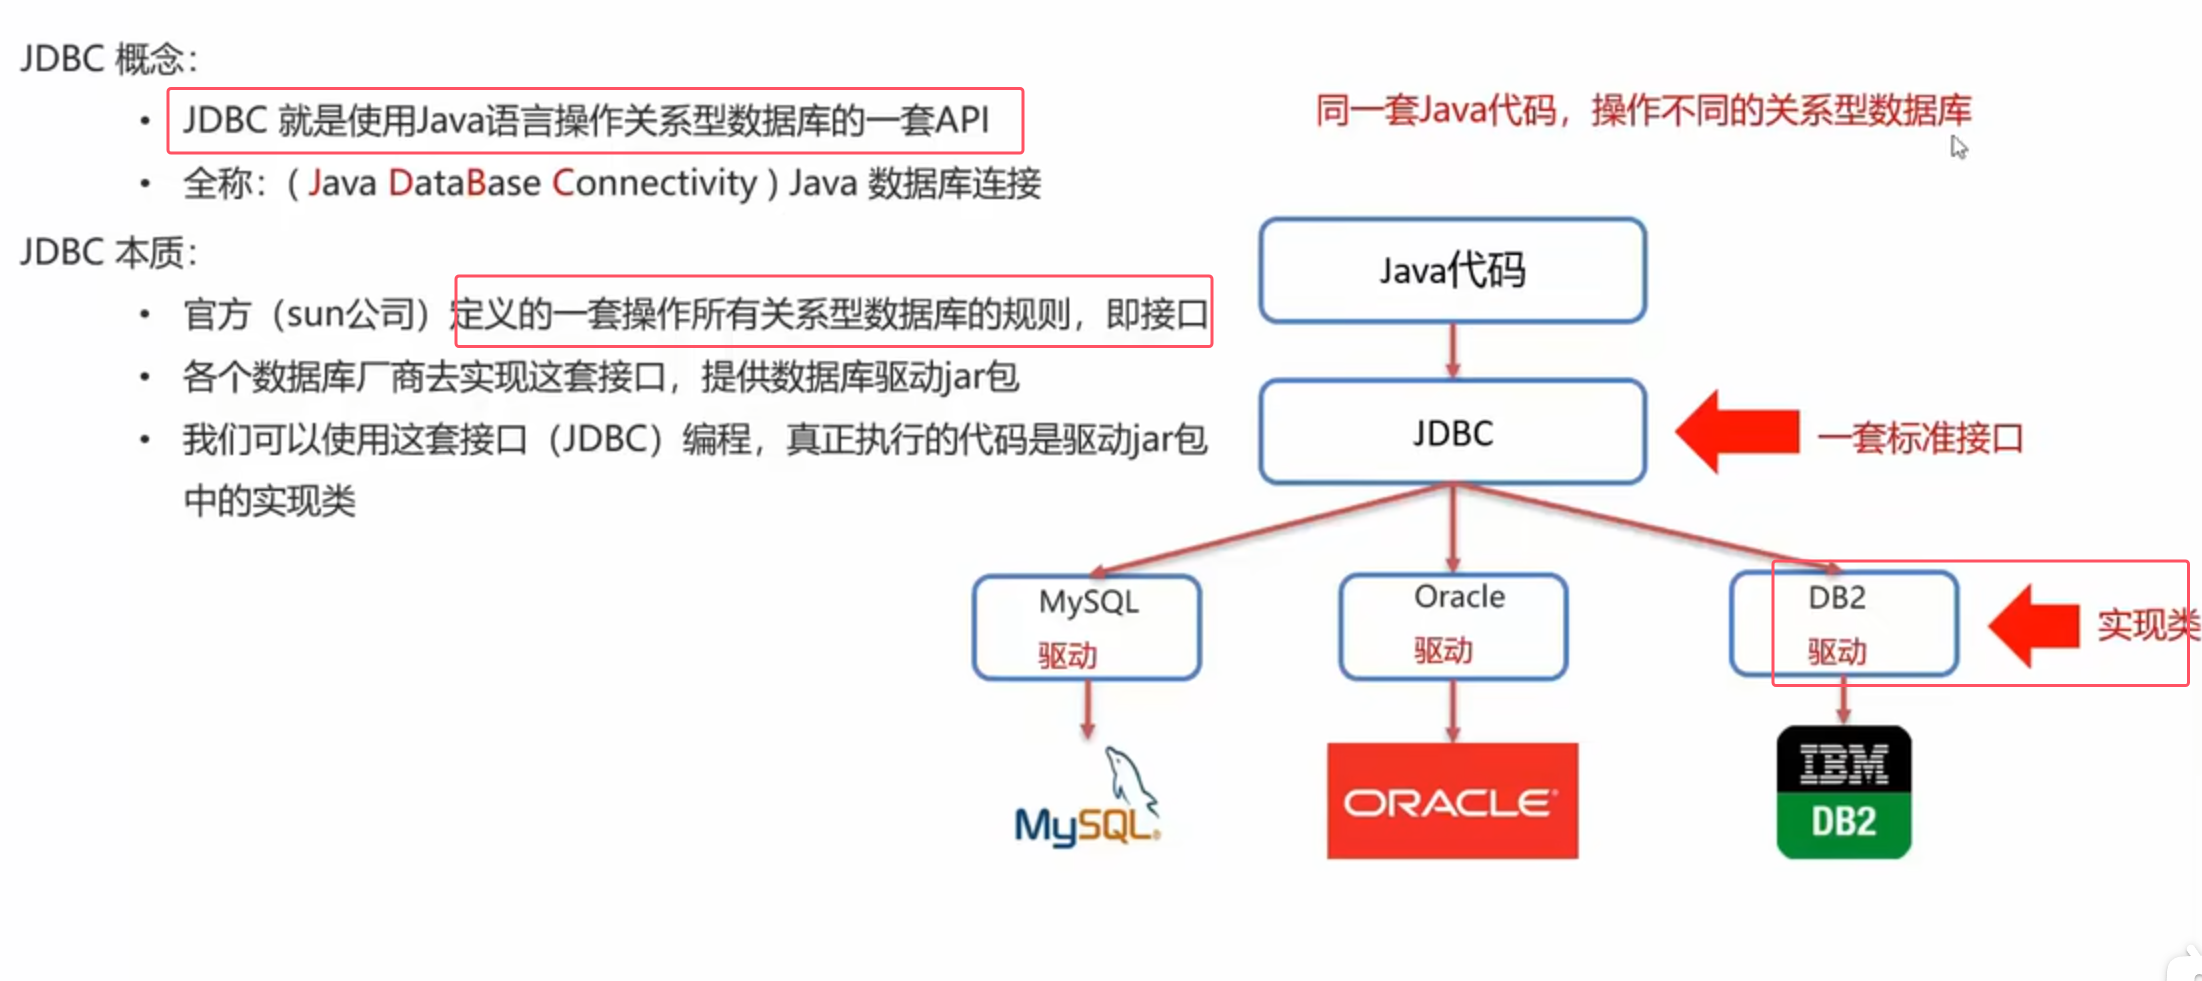 JDBC 概念：
• JDBC 就是使用Java语言操作关系型数据库的一套API
• 全称：( Java DataBase Connectivity ) Java 数据库连接
JDBC 本质：
• 官方（sun公司）定义的一套操作所有关系型数据库的规则，即接口
• 各个数据库厂商去实现这套接口，提供数据库驱动jar包
• 我们可以使用这套接口（JDBC）编程，真正执行的代码是驱动jar包
中的实现类
同一套Java代码，操作不同的关系型数据库
Java代码
JDBC
一套标准接口
MySQL
驱动
Oracle
驱动
DB2
驱动
实现类
MySQL®
ORACLE®
IBM
DB2